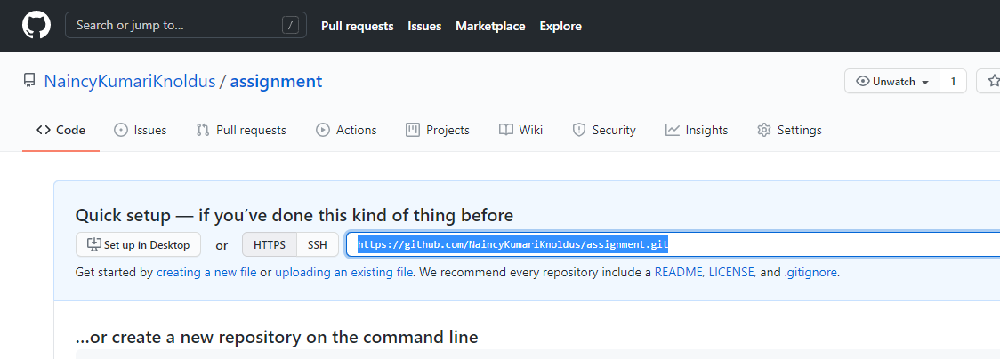 Search or jump to... / Pull requests Issues Marketplace Explore
NaincyKumariKnoldus / assignment Unwatch 1
Code Issues Pull requests Actions Projects Wiki Security Insights Settings
Quick setup — if you’ve done this kind of thing before
Set up in Desktop or HTTPS SSH https://github.com/NaincyKumariKnoldus/assignment.git
Get started by creating a new file or uploading an existing file. We recommend every repository include a README, LICENSE, and .gitignore.
…or create a new repository on the command line